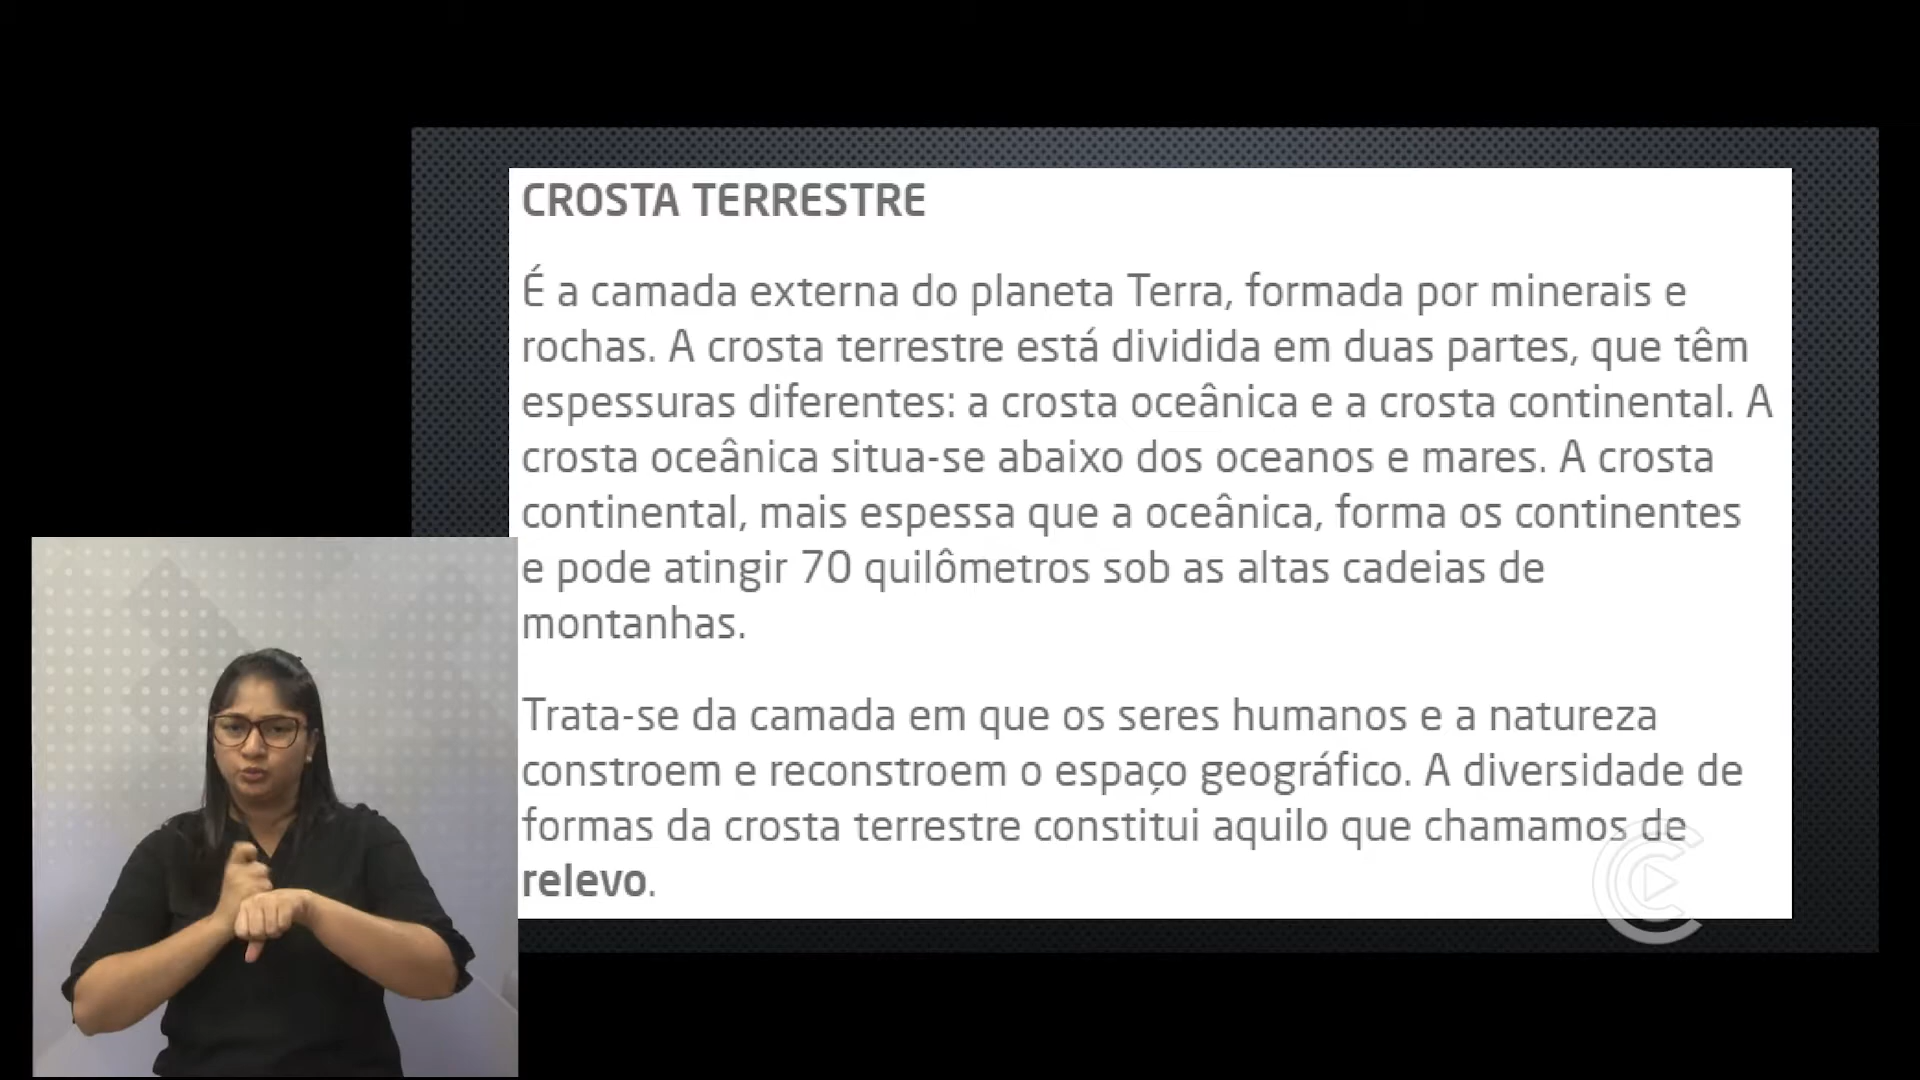 CROSTA TERRESTRE
É a camada externa do planeta Terra, formada por minerais e
rochas. A crosta terrestre está dividida em duas partes, que têm
espessuras diferentes: a crosta oceânica e a crosta continental. A
crosta oceânica situa-se abaixo dos oceanos e mares. A crosta
continental, mais espessa que a oceânica, forma os continentes
e pode atingir 70 quilômetros sob as altas cadeias de
montanhas.
Trata-se da camada em que os seres humanos e a natureza
constroem e reconstroem o espaço geográfico. A diversidade de
formas da crosta terrestre constitui aquilo que chamamos de
relevo.